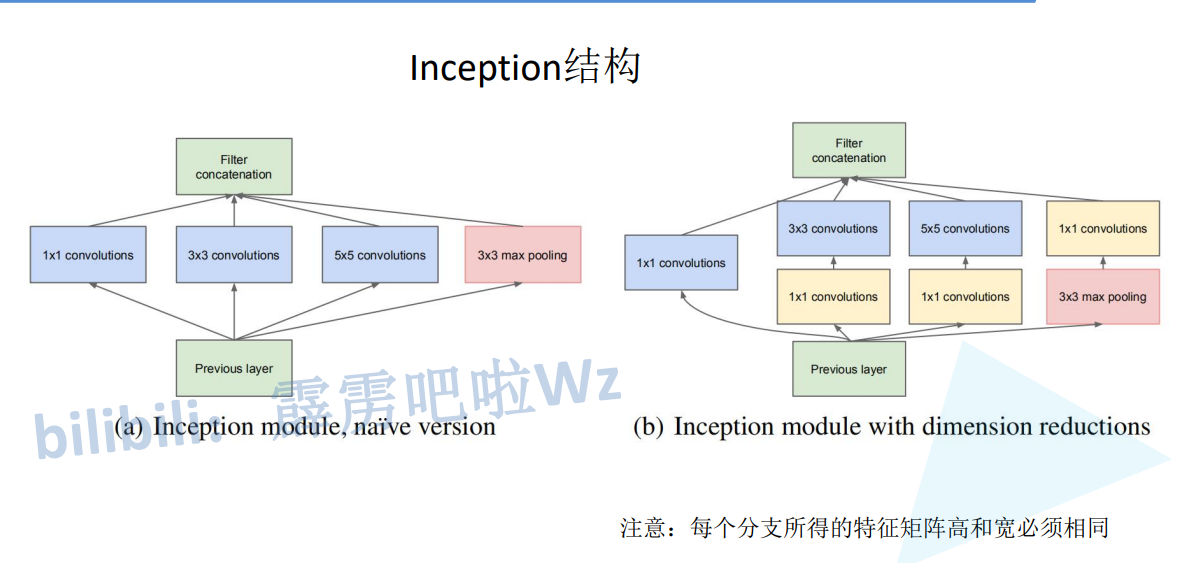 Inception结构
Filter
concatenation
1x1 convolutions
3x3 convolutions
5x5 convolutions
3x3 max pooling
Previous layer
(a) Inception module, naïve version
Filter
concatenation
1x1 convolutions
3x3 convolutions
5x5 convolutions
1x1 convolutions
1x1 convolutions
1x1 convolutions
3x3 max pooling
Previous layer
(b) Inception module with dimension reductions
bilibili: 霹雳吧啦Wz
注意：每个分支所得的特征矩阵高和宽必须相同